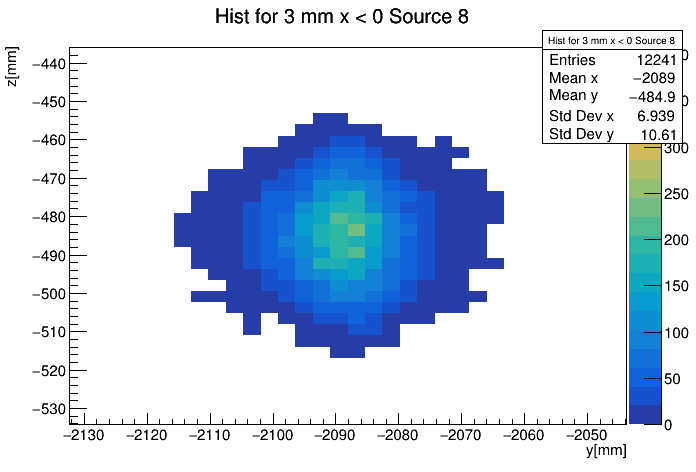 Hist for 3 mm x < 0 Source 8
z[mm]
Hist for 3 mm x < 0 Source 8
Entries 12241
Mean x −2089
Mean y −484.9
Std Dev x 6.939
Std Dev y 10.61
−440
−450
−460
−470
−480
−490
−500
−510
−520
−530
300
250
200
150
100
50
0
−2130 −2120 −2110 −2100 −2090 −2080 −2070 −2060 −2050
y[mm]